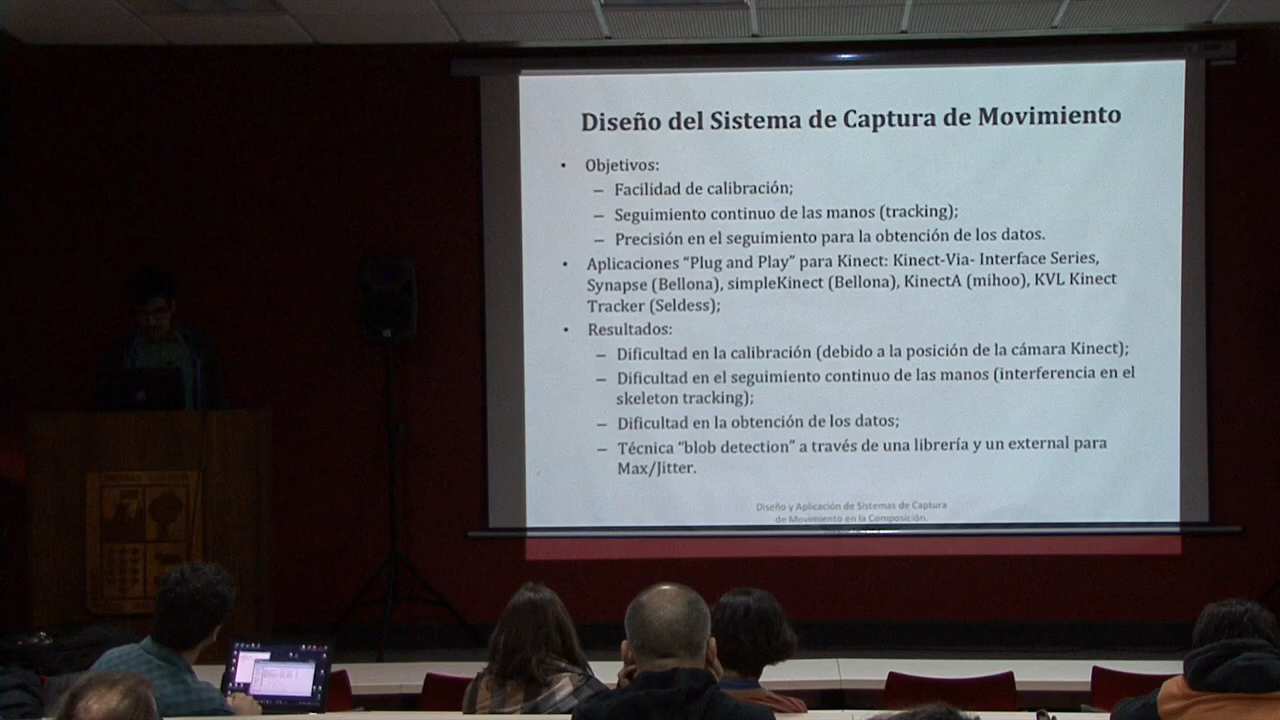 Diseño del Sistema de Captura de Movimiento
• Objetivos:
– Facilidad de calibración;
– Seguimiento continuo de las manos (tracking);
– Precisión en el seguimiento para la obtención de los datos.
• Aplicaciones “Plug and Play” para Kinect: Kinect-Via- Interface Series,
Synapse (Bellona), simpleKinect (Bellona), KinectA (mihoo), KVL Kinect
Tracker (Seldess);
• Resultados:
– Dificultad en la calibración (debido a la posición de la cámara Kinect);
– Dificultad en el seguimiento continuo de las manos (interferencia en el
skeleton tracking);
– Dificultad en la obtención de los datos;
– Técnica “blob detection” a través de una librería y un external para
Max/Jitter.
Diseño y Aplicación de Sistemas de Captura
de Movimiento en la Composición.